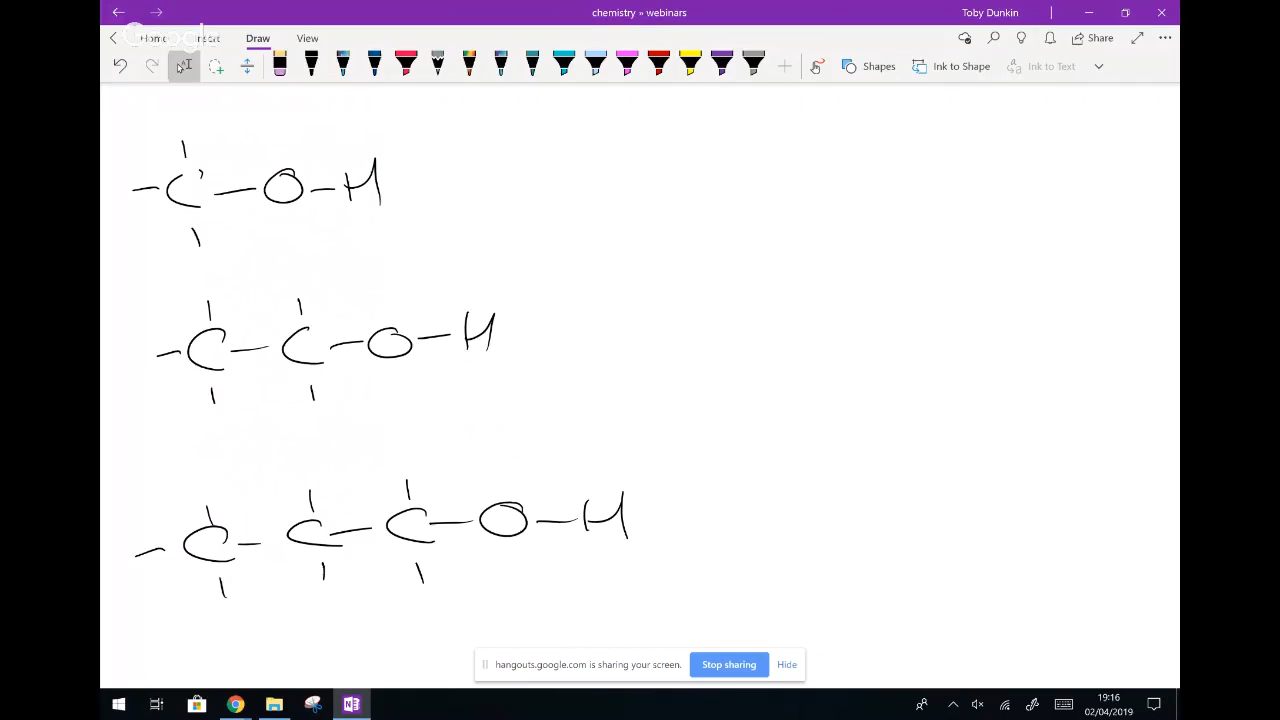 chemistry » webinars
Toby Dunkin
Google
Home Insert Draw View
Share
Shapes Ink to Shape Ink to Text
C — O — H
C — C — O — H
C — C — C — O — H
hangouts.google.com is sharing your screen. Stop sharing Hide
19:16
02/04/2019